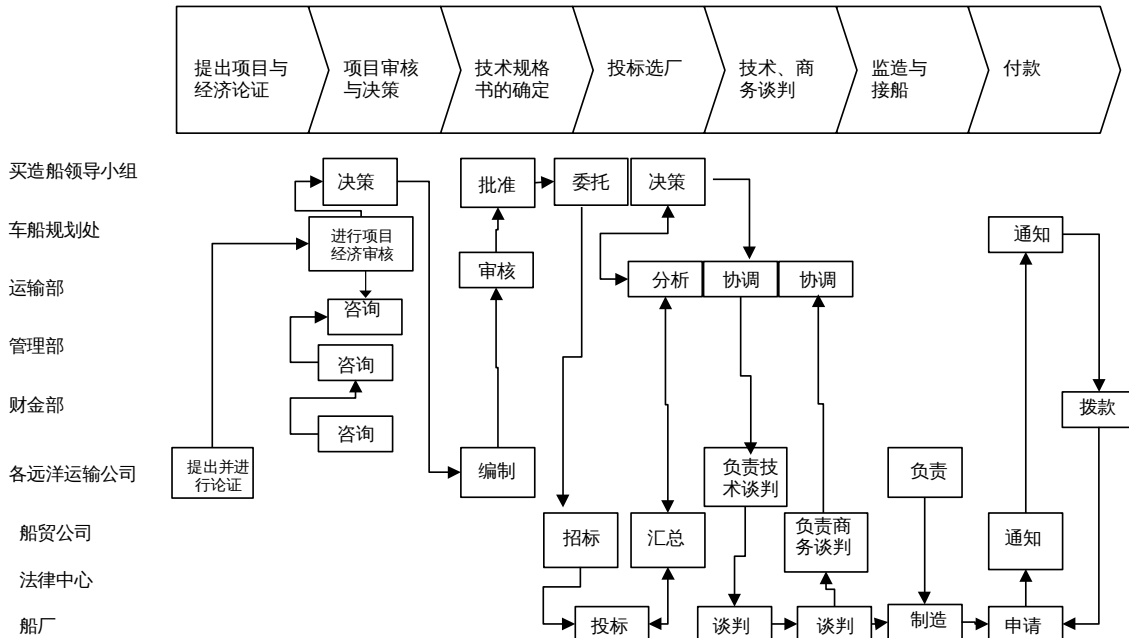 提出项目与
经济论证
项目审核
与决策
技术规格
书的确定
投标选厂
技术、商
务谈判
监造与
接船
付款
买造船领导小组
决策
批准
委托
决策
车船规划处
进行项目
经济审核
通知
运输部
审核
分析
协调
协调
咨询
管理部
咨询
财金部
咨询
拨款
各远洋运输公司
提出并进
行论证
编制
负责技
术谈判
负责
船贸公司
招标
汇总
负责商
务谈判
通知
法律中心
船厂
投标
谈判
谈判
制造
申请